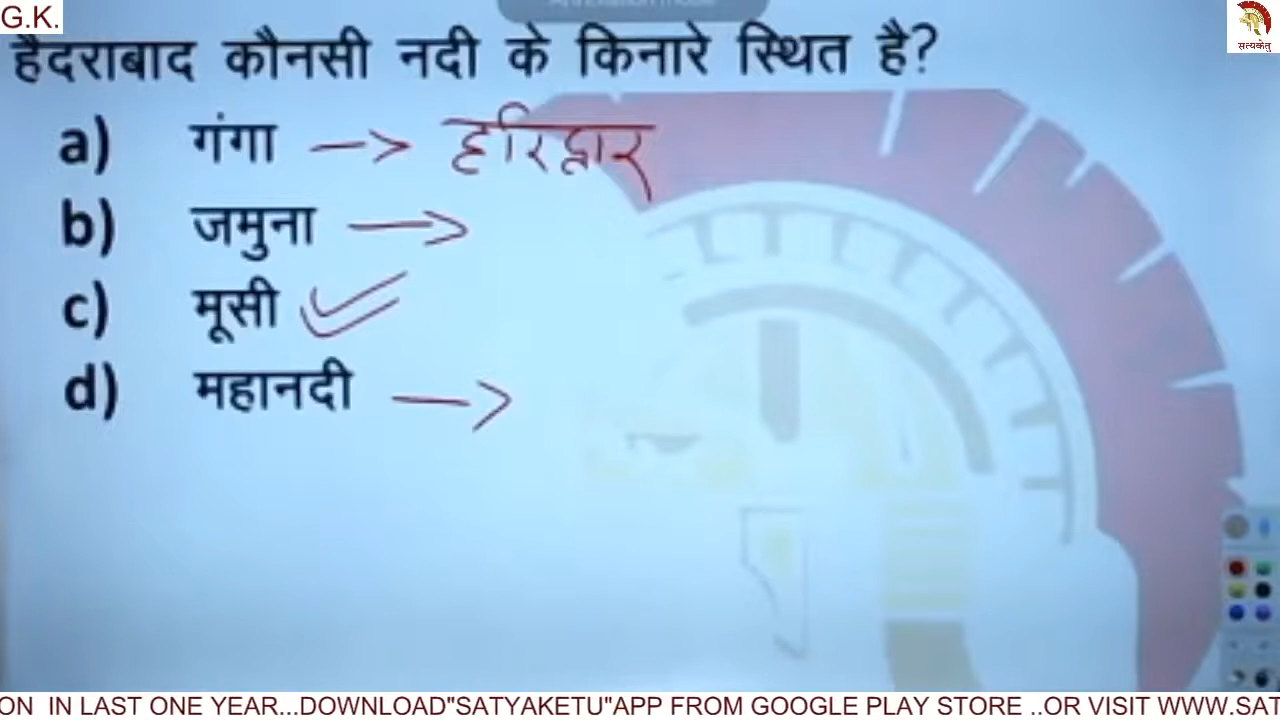 G.K.
सत्यकेतु
हैदराबाद कौनसी नदी के किनारे स्थित है?
a) गंगा → हरिद्वार
b) जमुना →
c) मूसी ✓
d) महानदी →
ON IN LAST ONE YEAR...DOWNLOAD"SATYAKETU"APP FROM GOOGLE PLAY STORE ..OR VISIT WWW.SAT